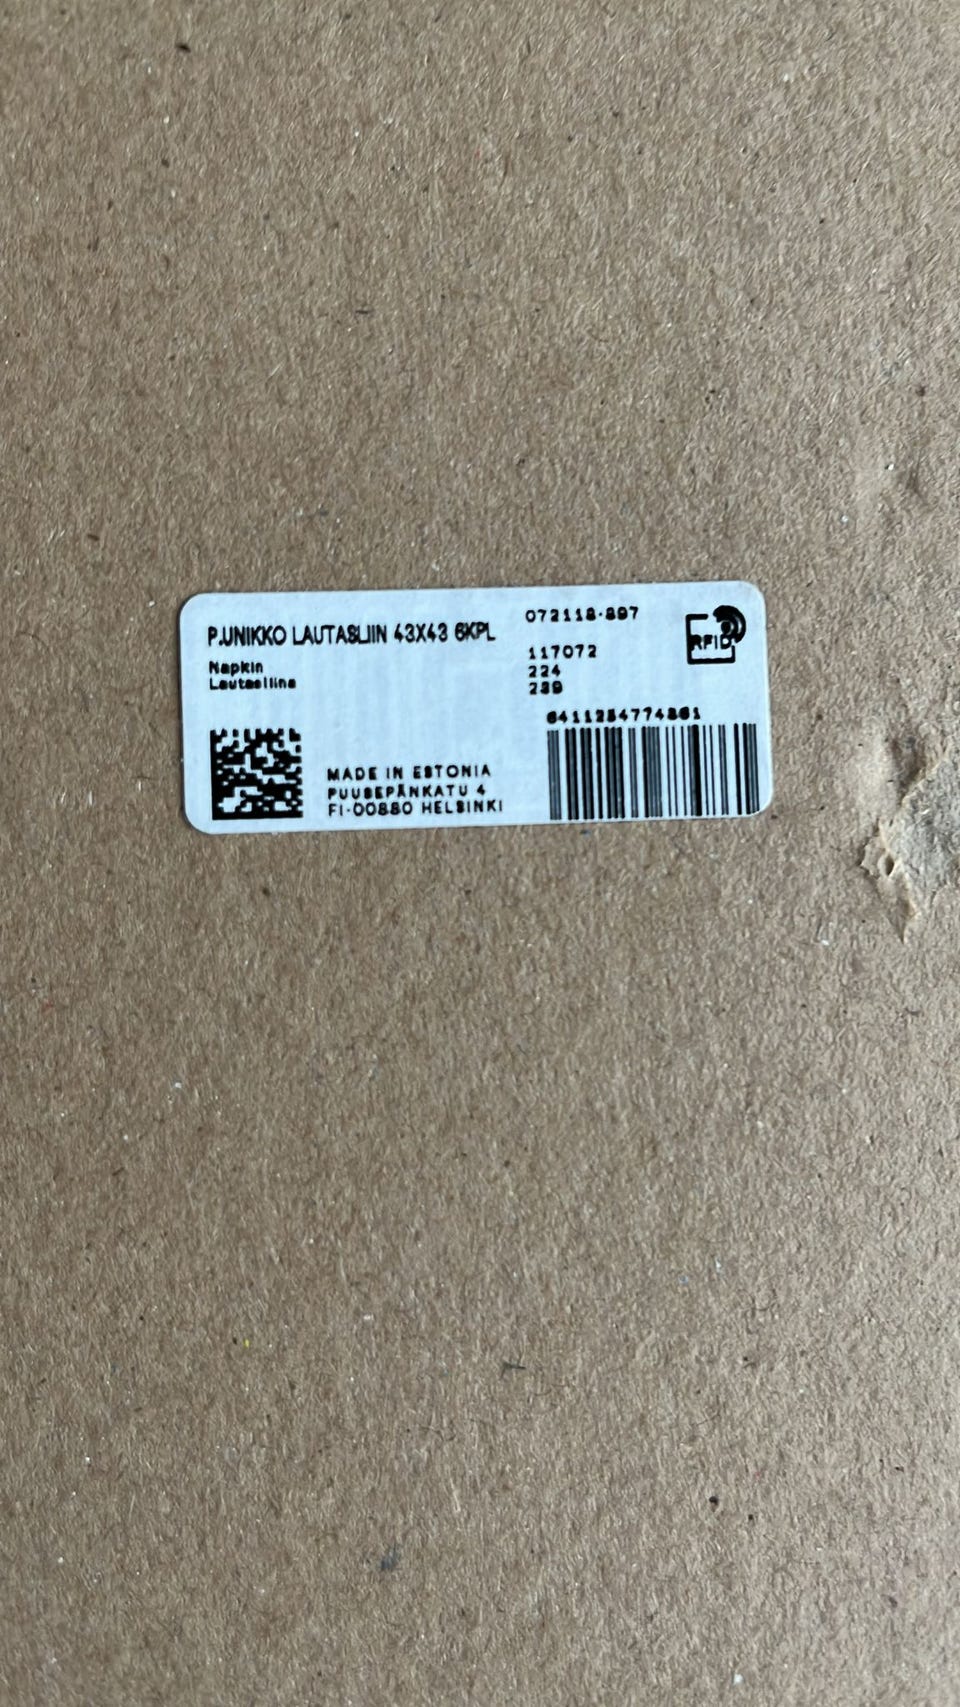 P.UNIKKO LAUTASLIIN 43X43 6KPL
Napkin
Lautasliina
072118-897
117072
224
239
RFID
6411254774861
MADE IN ESTONIA
PUUSEPÄNKATU 4
FI-00880 HELSINKI